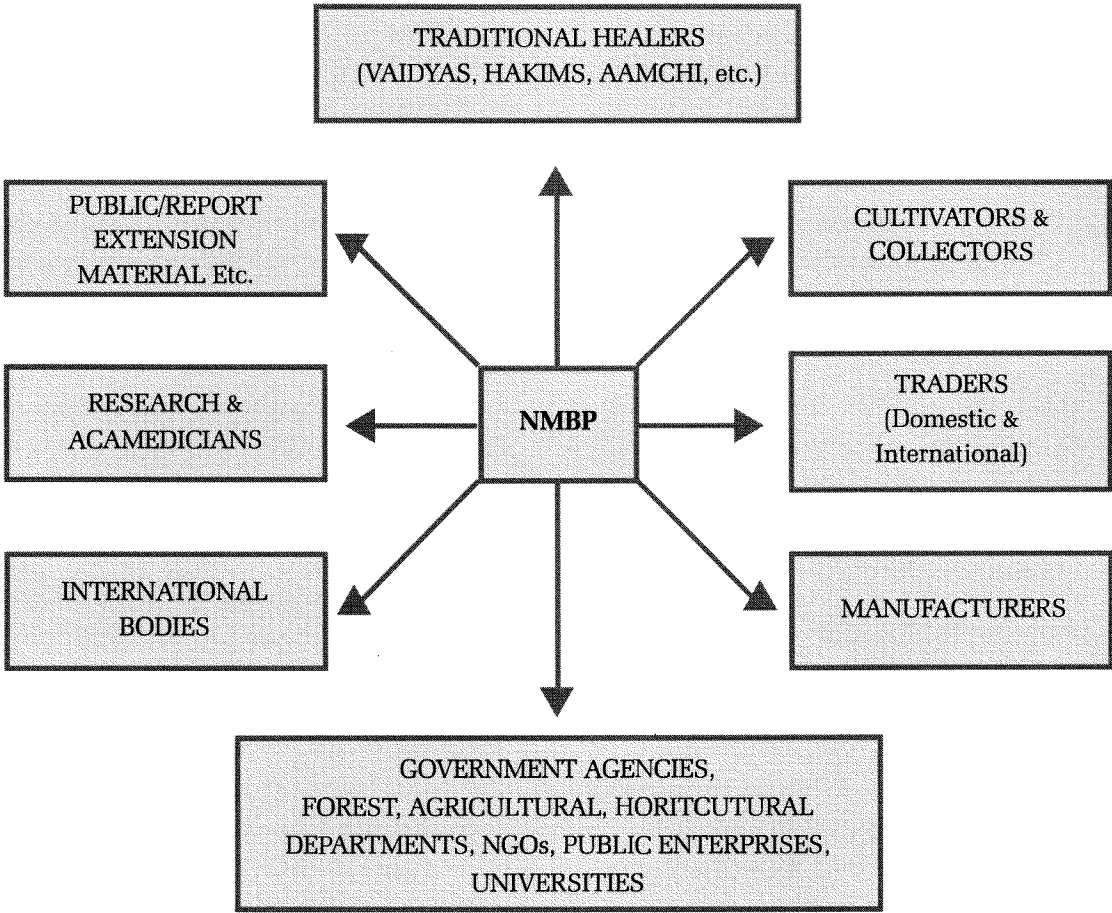 TRADITIONAL HEALERS
(VAIDYAS, HAKIMS, AAMCHI, etc.)
PUBLIC/REPORT
EXTENSION
MATERIAL Etc.
CULTIVATORS &
COLLECTORS
RESEARCH &
ACAMEDICIANS
NMBP
TRADERS
(Domestic &
International)
INTERNATIONAL
BODIES
MANUFACTURERS
GOVERNMENT AGENCIES,
FOREST, AGRICULTURAL, HORITCUTURAL
DEPARTMENTS, NGOs, PUBLIC ENTERPRISES,
UNIVERSITIES